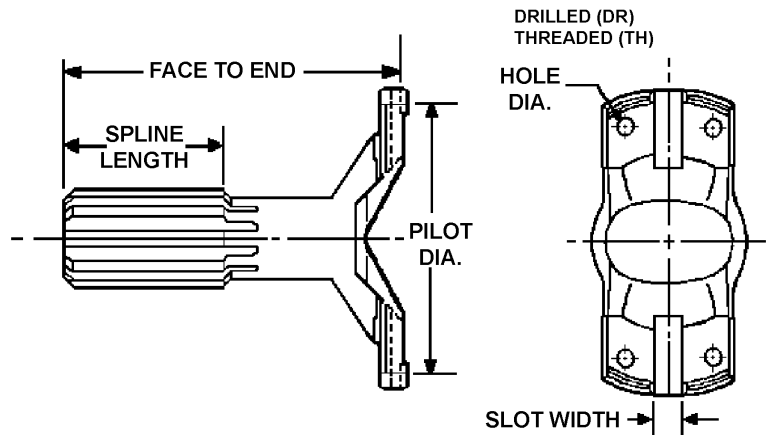 DRILLED (DR)
THREADED (TH)
FACE TO END
HOLE
DIA.
SPLINE
LENGTH
PILOT
DIA.
SLOT WIDTH